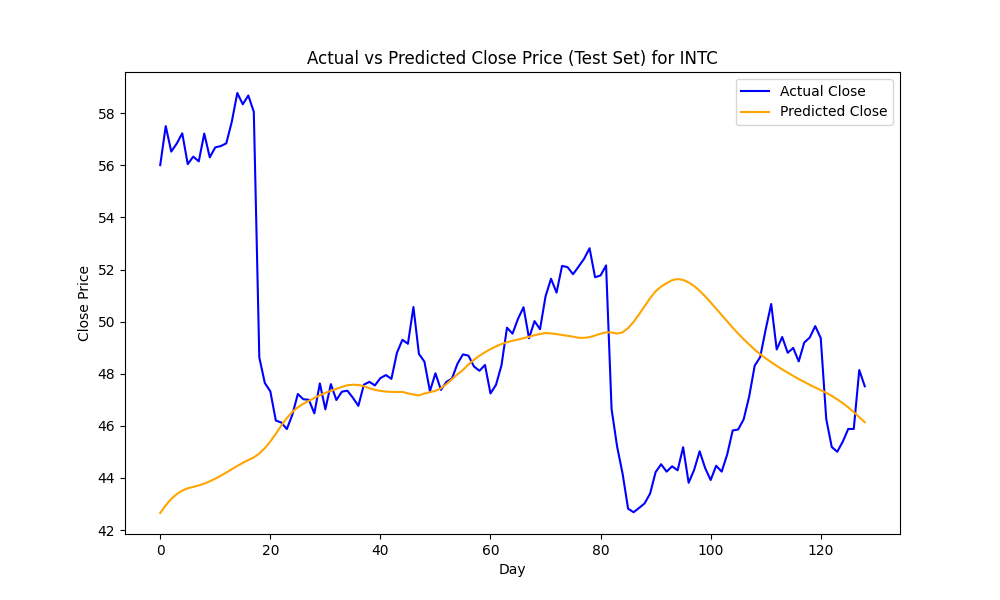 Actual vs Predicted Close Price (Test Set) for INTC
Actual Close
Predicted Close
Close Price
58
56
54
52
50
48
46
44
42
0 20 40 60 80 100 120
Day